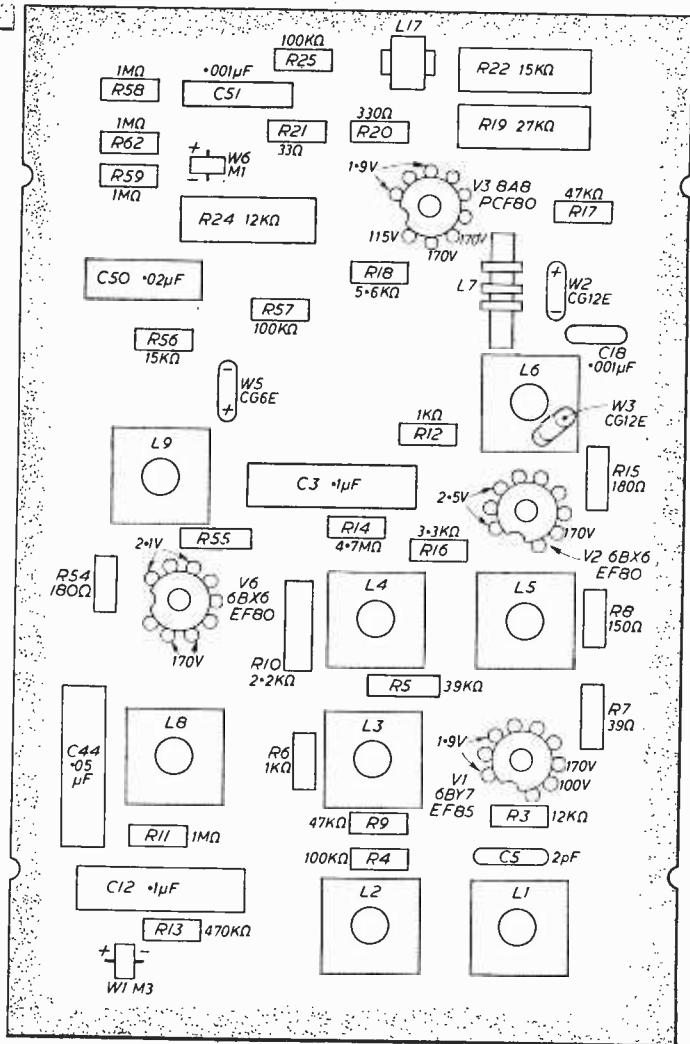 L17
100KΩ
R25
1MΩ
·001μF
R58
C51
R22 15KΩ
1MΩ
R62
33Ω
R21
330Ω
R20
R19 27KΩ
+
W6
M1
-
R59
1MΩ
1·9V
V3 8A8
PCF80
47KΩ
R17
R24 12KΩ
115V
170V
170V
C50 ·02μF
R18
5·6KΩ
L7
W2
CG12E
-
R57
100KΩ
R56
15KΩ
C18
·001μF
-
W5
CG6E
+
L6
W3
CG12E
1KΩ
R12
L9
C3 ·1μF
R15
180Ω
2·5V
170V
R14
4·7MΩ
3·3KΩ
R16
V2 6BX6
EF80
R55
2·1V
R54
180Ω
V6
6BX6
EF80
170V
L4
L5
R8
150Ω
R10
2·2KΩ
R5 39KΩ
R7
39Ω
C44
·05
μF
L8
R6
1KΩ
L3
1·9V
170V
100V
V1
6BY7
EF85
R11 1MΩ
47KΩ R9
R3 12KΩ
100KΩ R4
C5 2pF
C12 ·1μF
L2
L1
R13 470KΩ
+
-
W1 M3